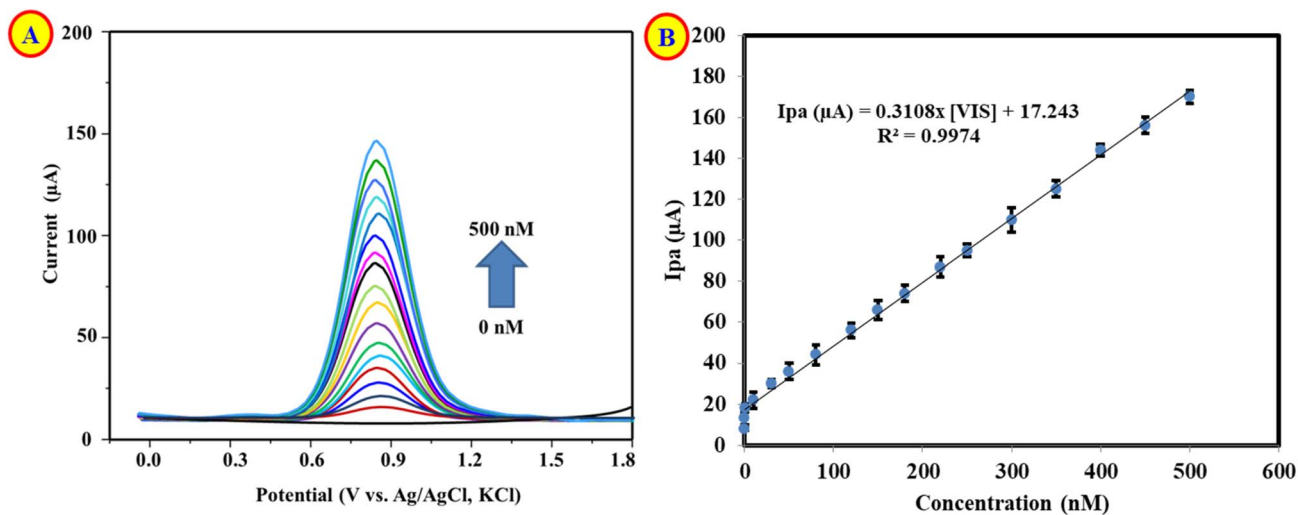 A
200
150
100
50
0
Current (µA)
500 nM
0 nM
0.0 0.3 0.6 0.9 1.2 1.5 1.8
Potential (V vs. Ag/AgCl, KCl)
B
200
180
160
140
120
100
80
60
40
20
0
Ipa (µA)
Ipa (µA) = 0.3108x [VIS] + 17.243
R² = 0.9974
0 100 200 300 400 500 600
Concentration (nM)